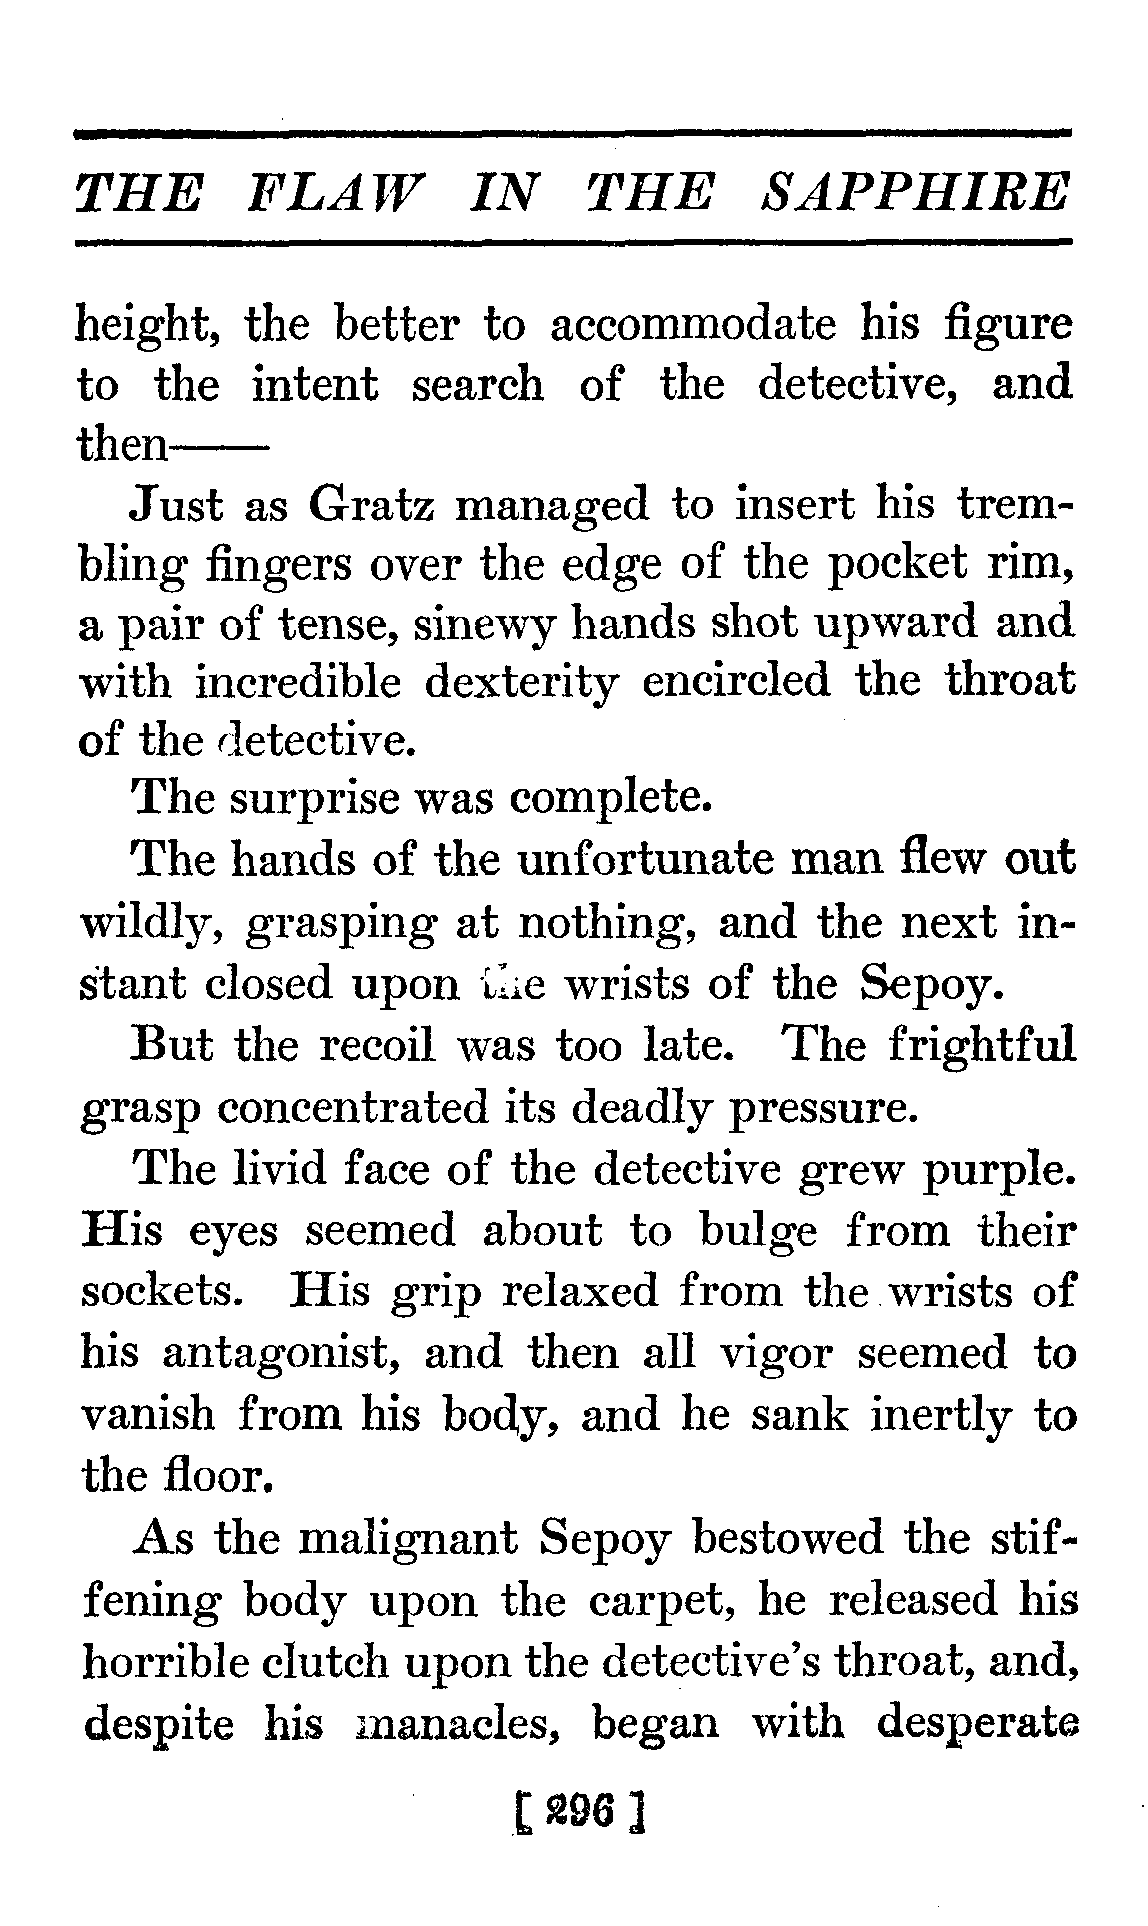 THE FLAW IN THE SAPPHIRE
height, the better to accommodate his figure
to the intent search of the detective, and
then——
Just as Gratz managed to insert his trem-
bling fingers over the edge of the pocket rim,
a pair of tense, sinewy hands shot upward and
with incredible dexterity encircled the throat
of the detective.
The surprise was complete.
The hands of the unfortunate man flew out
wildly, grasping at nothing, and the next in-
stant closed upon the wrists of the Sepoy.
But the recoil was too late. The frightful
grasp concentrated its deadly pressure.
The livid face of the detective grew purple.
His eyes seemed about to bulge from their
sockets. His grip relaxed from the wrists of
his antagonist, and then all vigor seemed to
vanish from his body, and he sank inertly to
the floor.
As the malignant Sepoy bestowed the stif-
fening body upon the carpet, he released his
horrible clutch upon the detective's throat, and,
despite his manacles, began with desperate
[ 296 ]